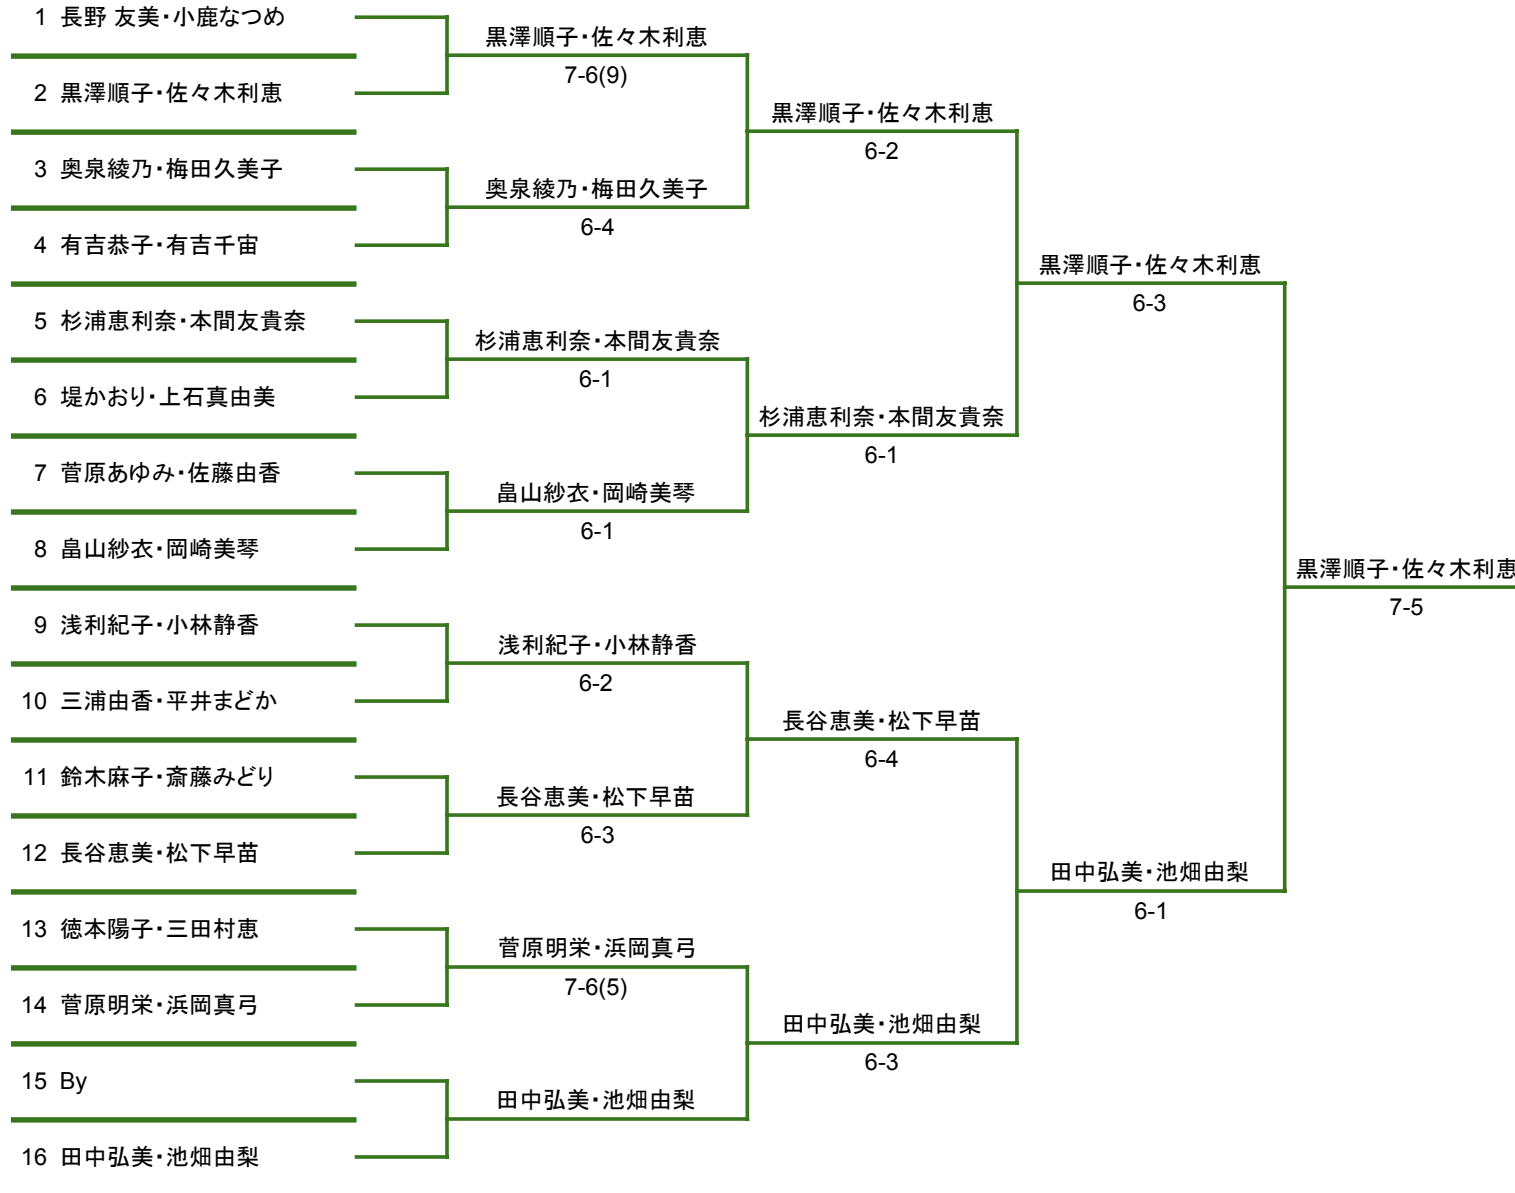 1 長野 友美・小鹿なつめ
2 黒澤順子・佐々木利恵
3 奥泉綾乃・梅田久美子
4 有吉恭子・有吉千宙
5 杉浦恵利奈・本間友貴奈
6 堤かおり・上石真由美
7 菅原あゆみ・佐藤由香
8 畠山紗衣・岡崎美琴
9 浅利紀子・小林静香
10 三浦由香・平井まどか
11 鈴木麻子・斎藤みどり
12 長谷恵美・松下早苗
13 徳本陽子・三田村恵
14 菅原明栄・浜岡真弓
15 By
16 田中弘美・池畑由梨
黒澤順子・佐々木利恵
7-6(9)
奥泉綾乃・梅田久美子
6-4
杉浦恵利奈・本間友貴奈
6-1
畠山紗衣・岡崎美琴
6-1
浅利紀子・小林静香
6-2
長谷恵美・松下早苗
6-3
菅原明栄・浜岡真弓
7-6(5)
田中弘美・池畑由梨
黒澤順子・佐々木利恵
6-2
杉浦恵利奈・本間友貴奈
6-1
長谷恵美・松下早苗
6-4
田中弘美・池畑由梨
6-3
黒澤順子・佐々木利恵
6-3
田中弘美・池畑由梨
6-1
黒澤順子・佐々木利恵
7-5